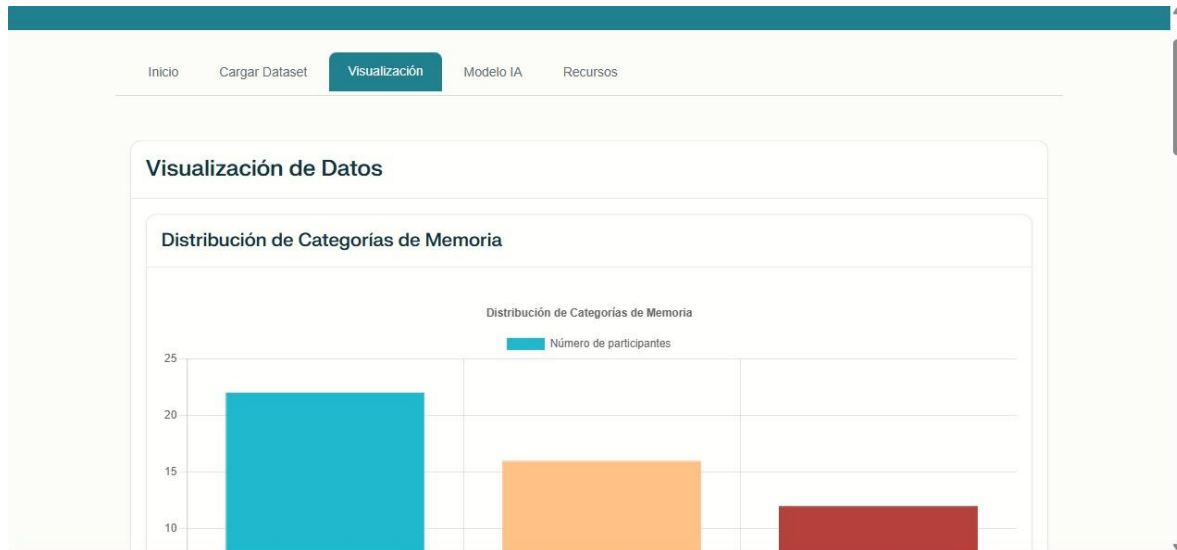 Inicio Cargar Dataset Visualización Modelo IA Recursos
Visualización de Datos
Distribución de Categorías de Memoria
Distribución de Categorías de Memoria
Número de participantes
25
20
15
10